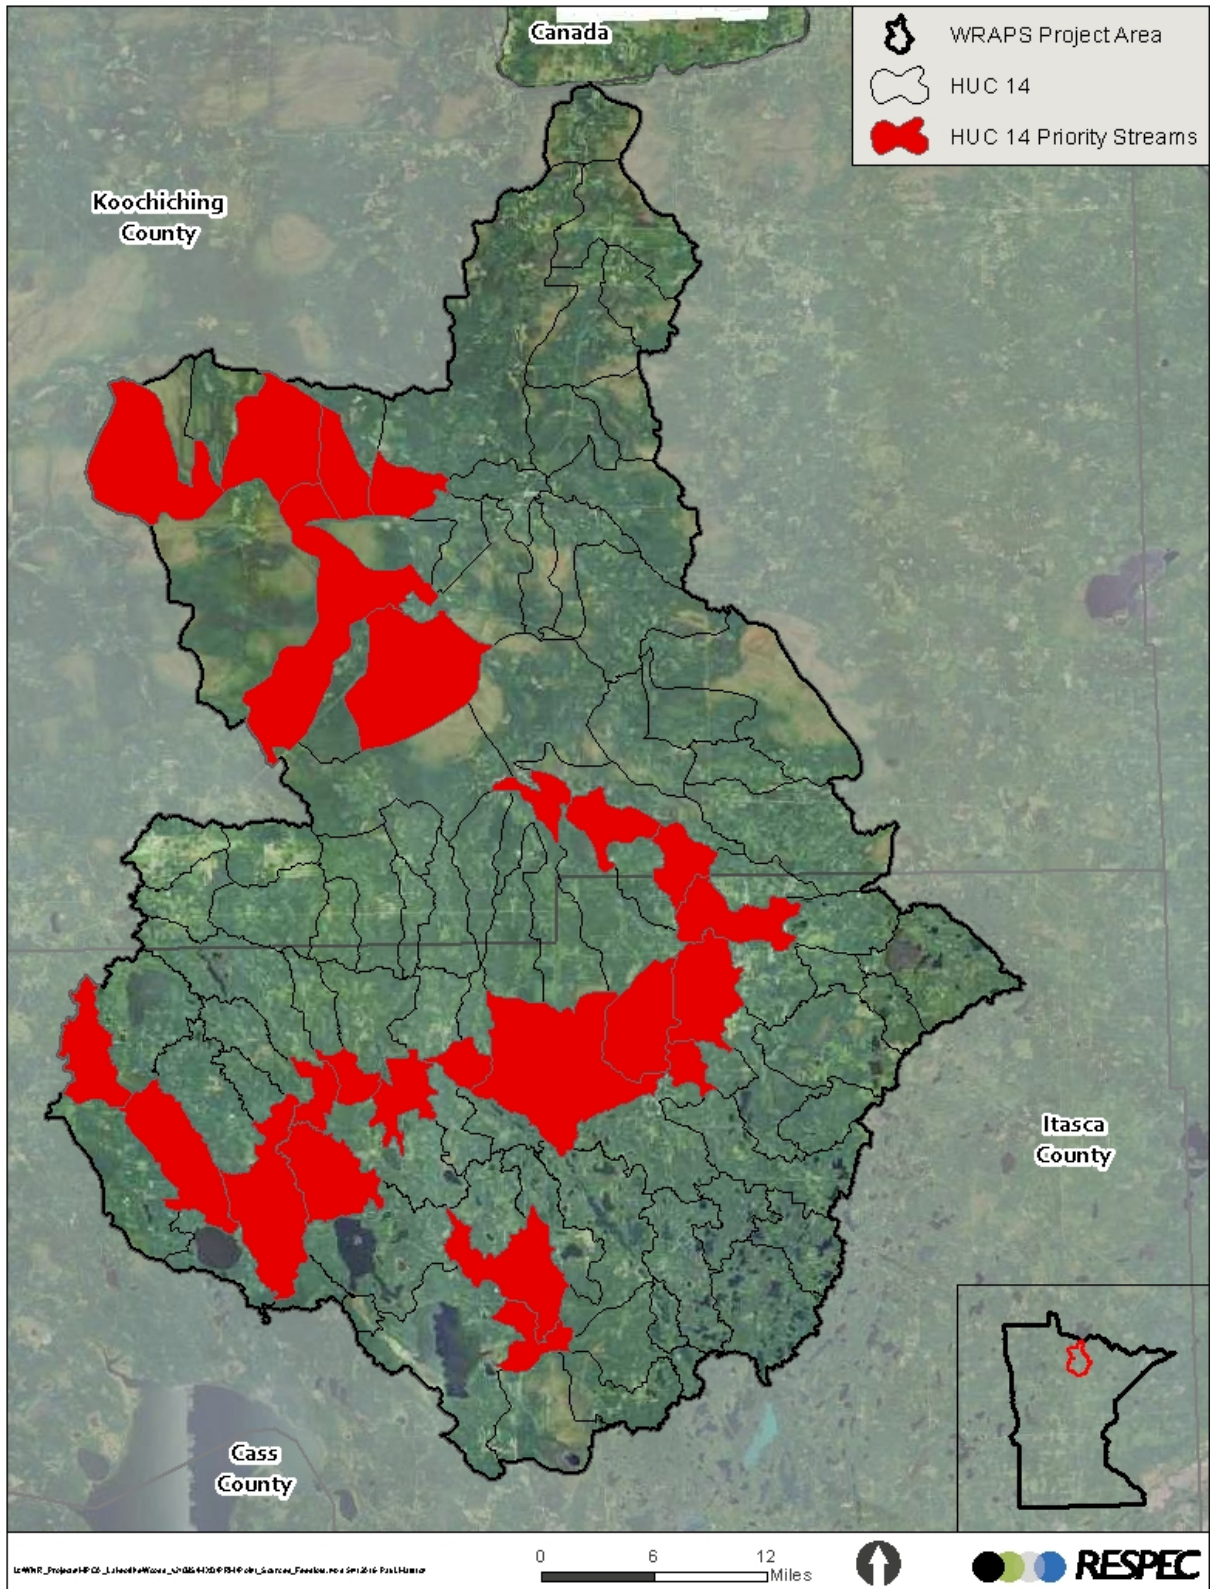 Canada
WRAPS Project Area
HUC 14
HUC 14 Priority Streams
Koochiching
County
Itasca
County
Cass
County
0 6 12
Miles
RESPEC